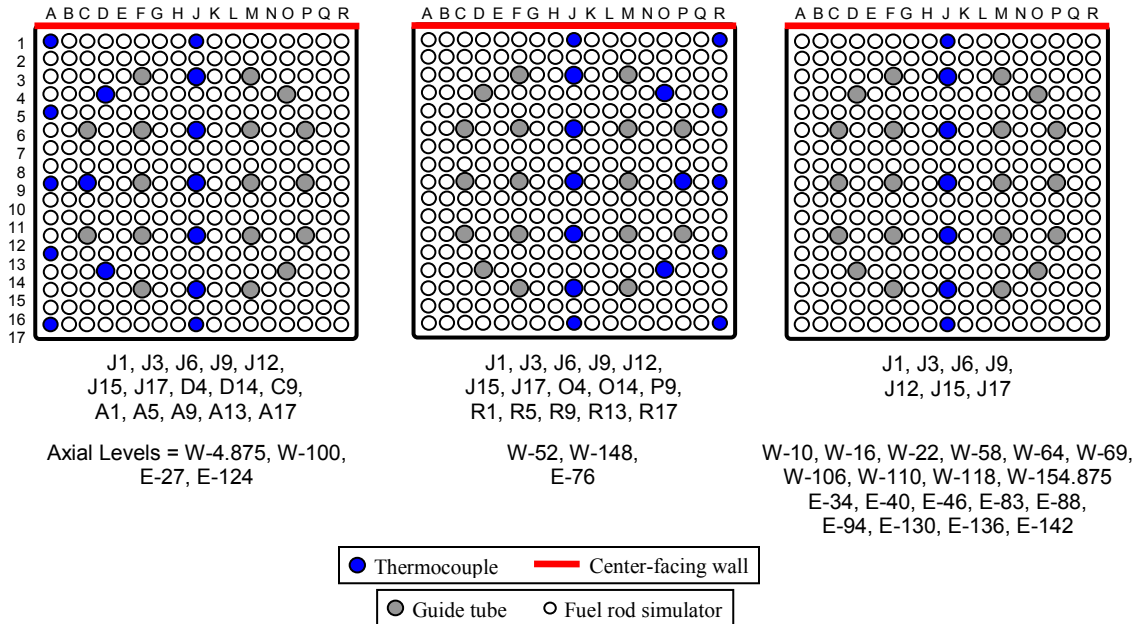 A B C D E F G H J K L M N O P Q R
A B C D E F G H J K L M N O P Q R
A B C D E F G H J K L M N O P Q R
1
2
3
4
5
6
7
8
9
10
11
12
13
14
15
16
17
J1, J3, J6, J9, J12,
J15, J17, D4, D14, C9,
A1, A5, A9, A13, A17
Axial Levels = W-4.875, W-100,
E-27, E-124
J1, J3, J6, J9, J12,
J15, J17, O4, O14, P9,
R1, R5, R9, R13, R17
W-52, W-148,
E-76
J1, J3, J6, J9,
J12, J15, J17
W-10, W-16, W-22, W-58, W-64, W-69,
W-106, W-110, W-118, W-154.875
E-34, E-40, E-46, E-83, E-88,
E-94, E-130, E-136, E-142
Thermocouple Center-facing wall
Guide tube Fuel rod simulator